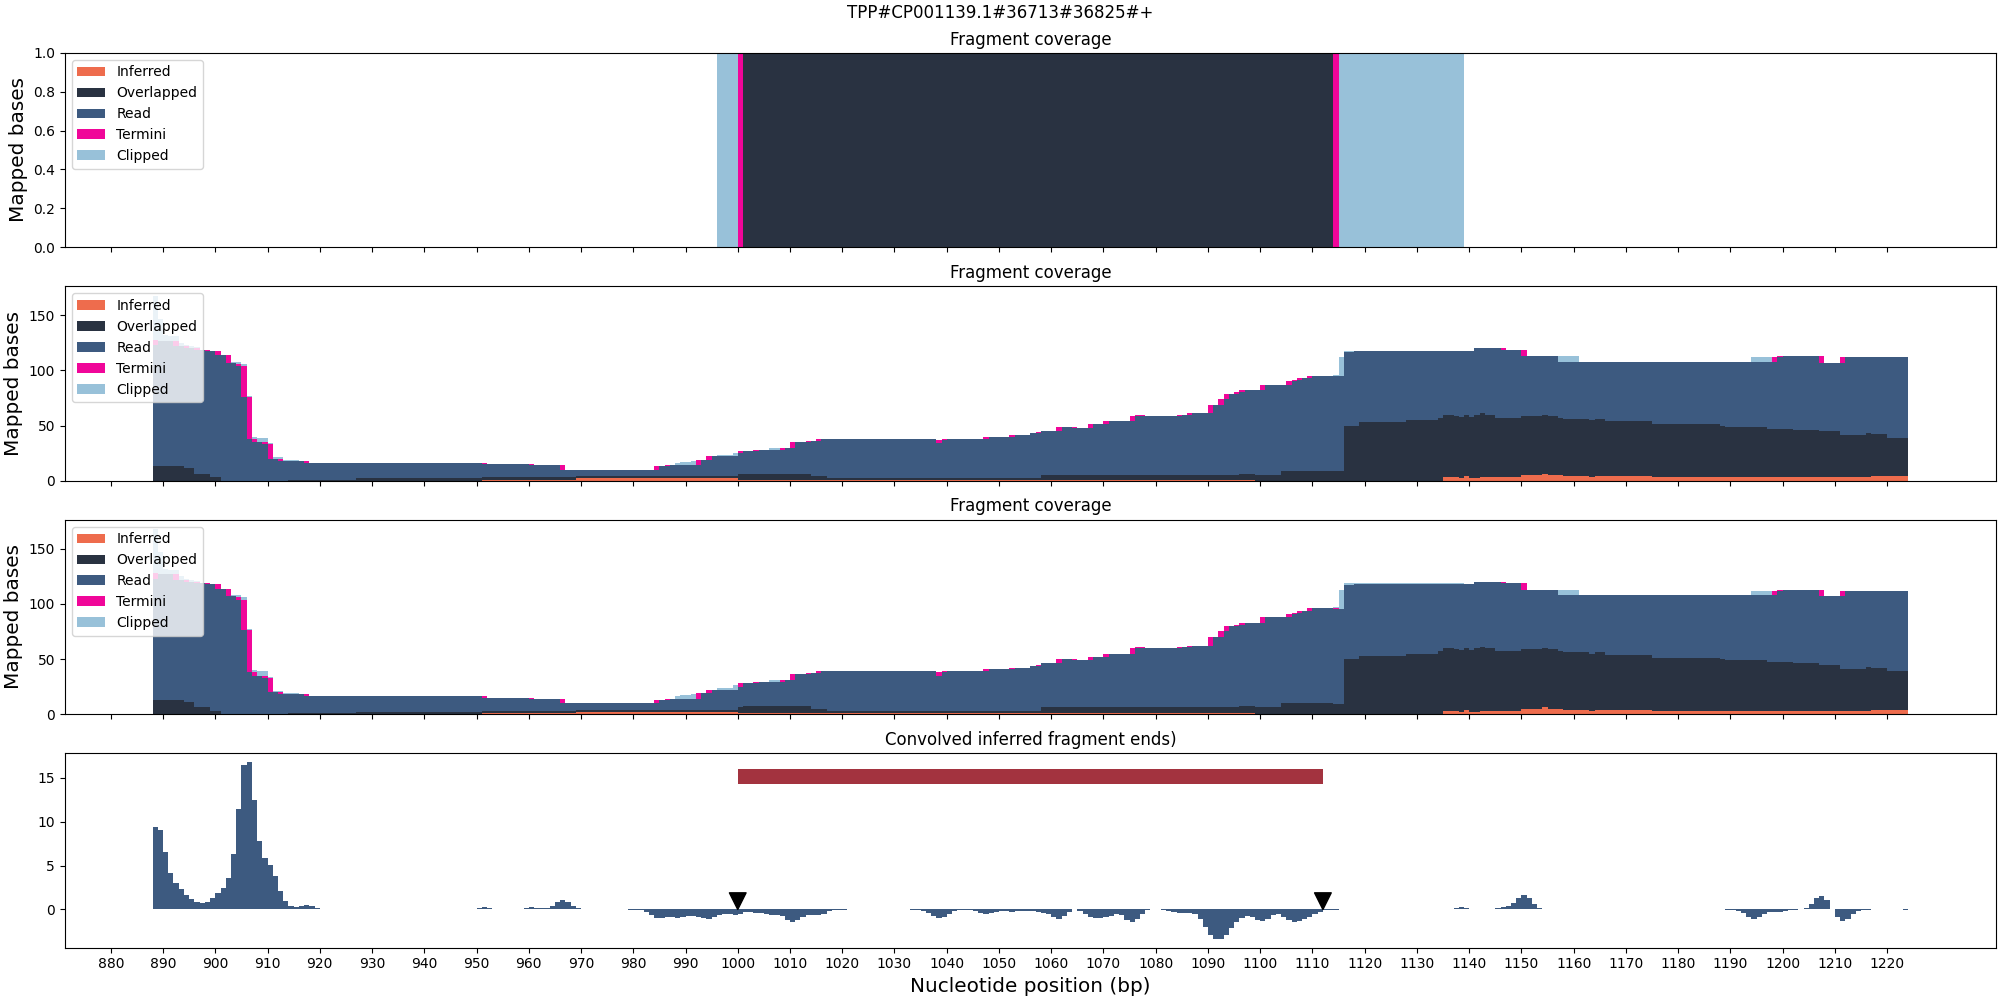 TPP#CP001139.1#36713#36825#+
Fragment coverage
Mapped bases
1.0
0.8
0.6
0.4
0.2
0.0
Inferred
Overlapped
Read
Termini
Clipped
Fragment coverage
Mapped bases
150
100
50
0
Inferred
Overlapped
Read
Termini
Clipped
Fragment coverage
Mapped bases
150
100
50
0
Inferred
Overlapped
Read
Termini
Clipped
Convolved inferred fragment ends)
15
10
5
0
880 890 900 910 920 930 940 950 960 970 980 990 1000 1010 1020 1030 1040 1050 1060 1070 1080 1090 1100 1110 1120 1130 1140 1150 1160 1170 1180 1190 1200 1210 1220
Nucleotide position (bp)